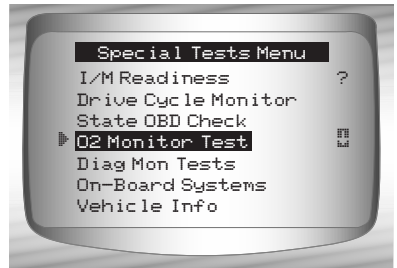 Special Tests Menu
I/M Readiness ?
Drive Cycle Monitor
State OBD Check
O2 Monitor Test
Diag Mon Tests
On-Board Systems
Vehicle Info